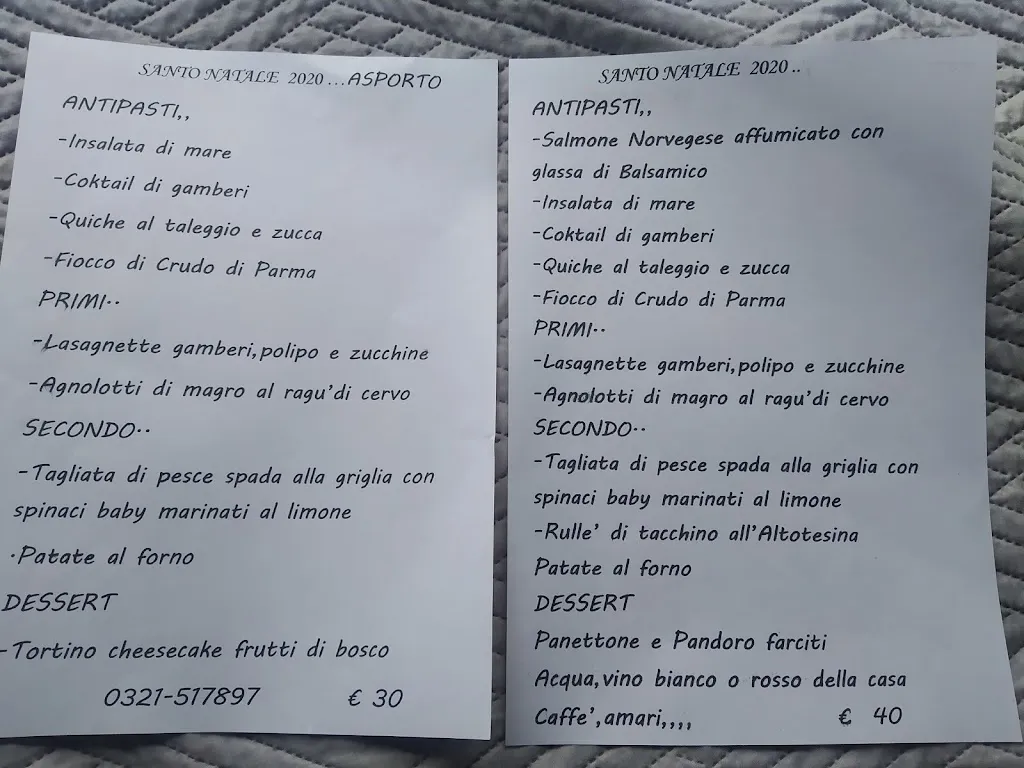 SANTO NATALE 2020 ...ASPORTO
ANTIPASTI,,
-Insalata di mare
-Coktail di gamberi
-Quiche al taleggio e zucca
-Fiocco di Crudo di Parma
PRIMI..
-Lasagnette gamberi,polipo e zucchine
-Agnolotti di magro al ragu'di cervo
SECONDO..
-Tagliata di pesce spada alla griglia con
spinaci baby marinati al limone
.Patate al forno
DESSERT
-Tortino cheesecake frutti di bosco
0321-517897 € 30
SANTO NATALE 2020 ..
ANTIPASTI,,
-Salmone Norvegese affumicato con
glassa di Balsamico
-Insalata di mare
-Coktail di gamberi
-Quiche al taleggio e zucca
-Fiocco di Crudo di Parma
PRIMI..
-Lasagnette gamberi,polipo e zucchine
-Agnolotti di magro al ragu'di cervo
SECONDO..
-Tagliata di pesce spada alla griglia con
spinaci baby marinati al limone
-Rulle' di tacchino all'Altotesina
Patate al forno
DESSERT
Panettone e Pandoro farciti
Acqua,vino bianco o rosso della casa
Caffe',amari,,,, € 40